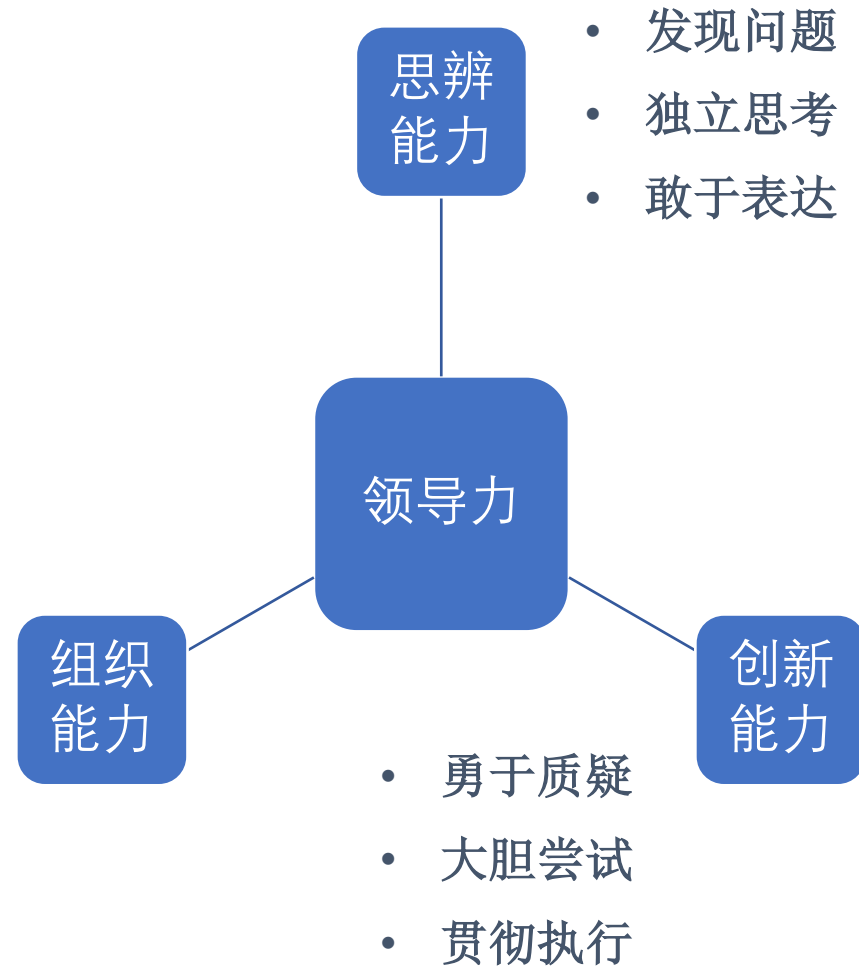 思辨
能力
• 发现问题
• 独立思考
• 敢于表达
领导力
组织
能力
创新
能力
• 勇于质疑
• 大胆尝试
• 贯彻执行